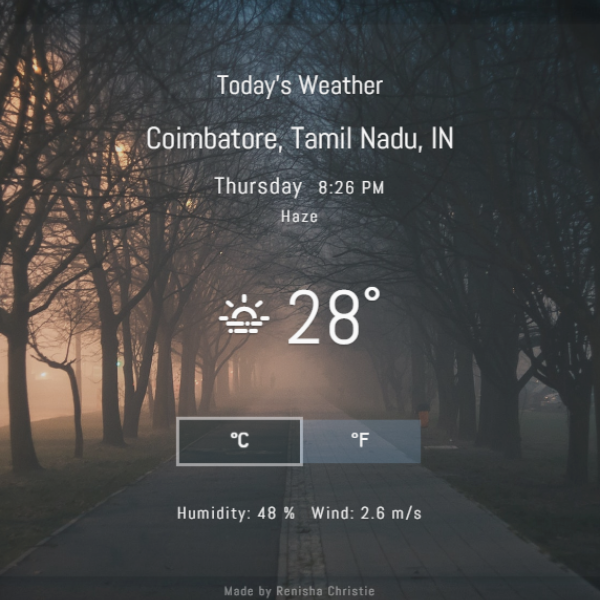 Today's Weather
Coimbatore, Tamil Nadu, IN
Thursday 8:26 PM
Haze
28°
°C °F
Humidity: 48 % Wind: 2.6 m/s
Made by Renisha Christie